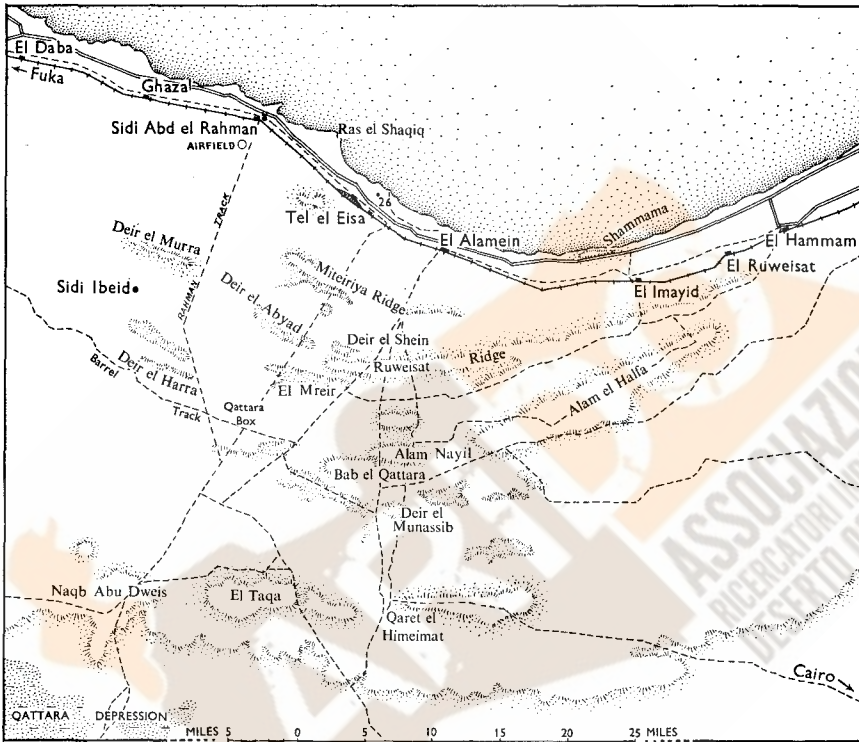 El Daba
Fuka
Ghazal
Sidi Abd el Rahman
AIRFIELD
Ras el Shaqiq
26
Tel el Eisa
TRACK
RAHMAN
Deir el Murra
Sidi Ibeid
Miteiriya Ridge
Deir el Abyad
El Alamein
Shammama
El Hammam
El Ruweisat
El Imayid
Deir el Shein
Ruweisat
Ridge
Barrel
Track
Deir el Harra
Qattara
Box
El Mreir
Alam el Halfa
Alam Nayil
Bab el Qattara
Deir el
Munassib
Naqb Abu Dweis
El Taqa
Qaret el
Himeimat
Cairo
QATTARA DEPRESSION
MILES 5 0 5 10 15 20 25 MILES
ASSOCIAZIO